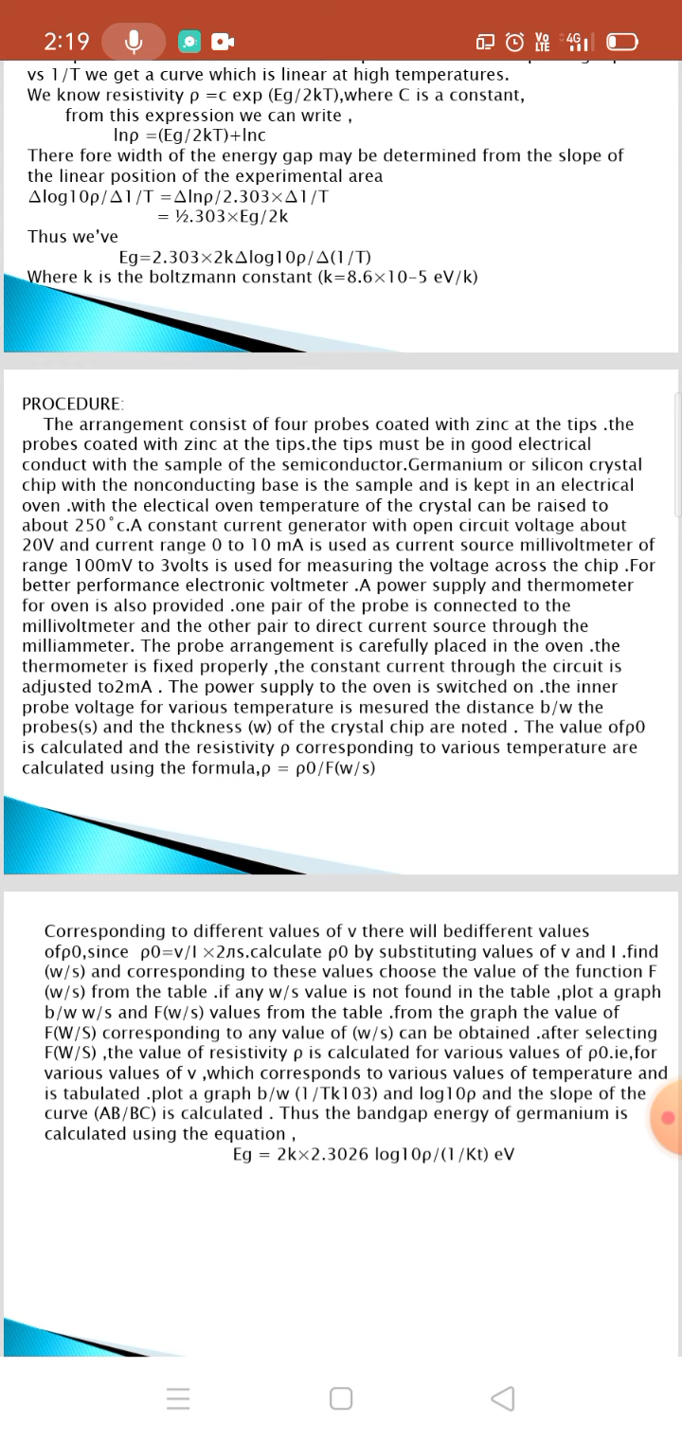 2:19
Vo LTE 4G
vs 1/T we get a curve which is linear at high temperatures.
We know resistivity ρ =c exp (Eg/2kT),where C is a constant,
from this expression we can write ,
lnρ =(Eg/2kT)+lnc
There fore width of the energy gap may be determined from the slope of
the linear position of the experimental area
Δlog10ρ/Δ1/T =Δlnρ/2.303×Δ1/T
= ½.303×Eg/2k
Thus we've
Eg=2.303×2kΔlog10ρ/Δ(1/T)
Where k is the boltzmann constant (k=8.6×10-5 eV/k)
PROCEDURE:
The arrangement consist of four probes coated with zinc at the tips .the
probes coated with zinc at the tips.the tips must be in good electrical
conduct with the sample of the semiconductor.Germanium or silicon crystal
chip with the nonconducting base is the sample and is kept in an electrical
oven .with the electical oven temperature of the crystal can be raised to
about 250˚c.A constant current generator with open circuit voltage about
20V and current range 0 to 10 mA is used as current source millivoltmeter of
range 100mV to 3volts is used for measuring the voltage across the chip .For
better performance electronic voltmeter .A power supply and thermometer
for oven is also provided .one pair of the probe is connected to the
millivoltmeter and the other pair to direct current source through the
milliammeter. The probe arrangement is carefully placed in the oven .the
thermometer is fixed properly ,the constant current through the circuit is
adjusted to2mA . The power supply to the oven is switched on .the inner
probe voltage for various temperature is mesured the distance b/w the
probes(s) and the thckness (w) of the crystal chip are noted . The value ofρ0
is calculated and the resistivity ρ corresponding to various temperature are
calculated using the formula,ρ = ρ0/F(w/s)
Corresponding to different values of v there will bedifferent values
ofρ0,since ρ0=v/I ×2лs.calculate ρ0 by substituting values of v and I .find
(w/s) and corresponding to these values choose the value of the function F
(w/s) from the table .if any w/s value is not found in the table ,plot a graph
b/w w/s and F(w/s) values from the table .from the graph the value of
F(W/S) corresponding to any value of (w/s) can be obtained .after selecting
F(W/S) ,the value of resistivity ρ is calculated for various values of ρ0.ie,for
various values of v ,which corresponds to various values of temperature and
is tabulated .plot a graph b/w (1/Tk103) and log10ρ and the slope of the
curve (AB/BC) is calculated . Thus the bandgap energy of germanium is
calculated using the equation ,
Eg = 2k×2.3026 log10ρ/(1/Kt) eV